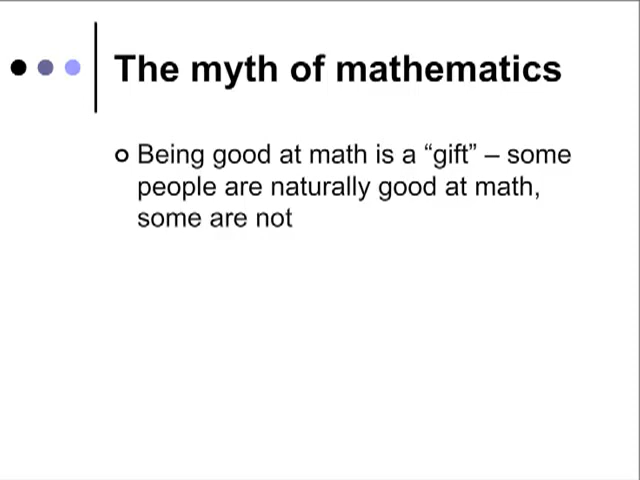 The myth of mathematics
Being good at math is a “gift” – some
people are naturally good at math,
some are not